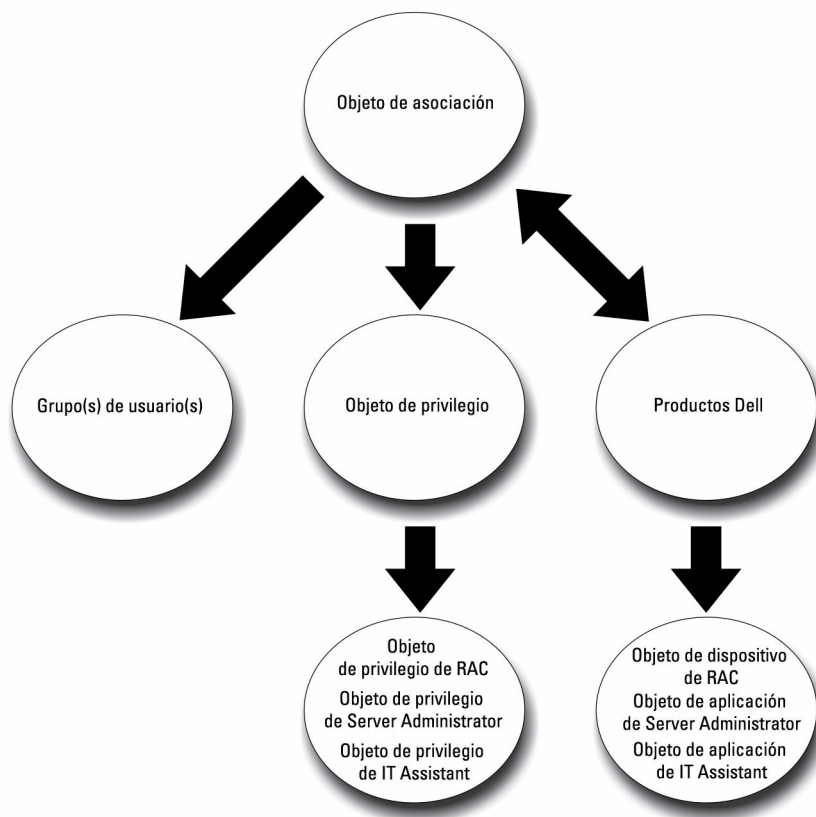 Objeto de asociación
Grupo(s) de usuario(s)
Objeto de privilegio
Productos Dell
Objeto
de privilegio de RAC
Objeto de privilegio
de Server Administrator
Objeto de privilegio
de IT Assistant
Objeto de dispositivo
de RAC
Objeto de aplicación
de Server Administrator
Objeto de aplicación
de IT Assistant